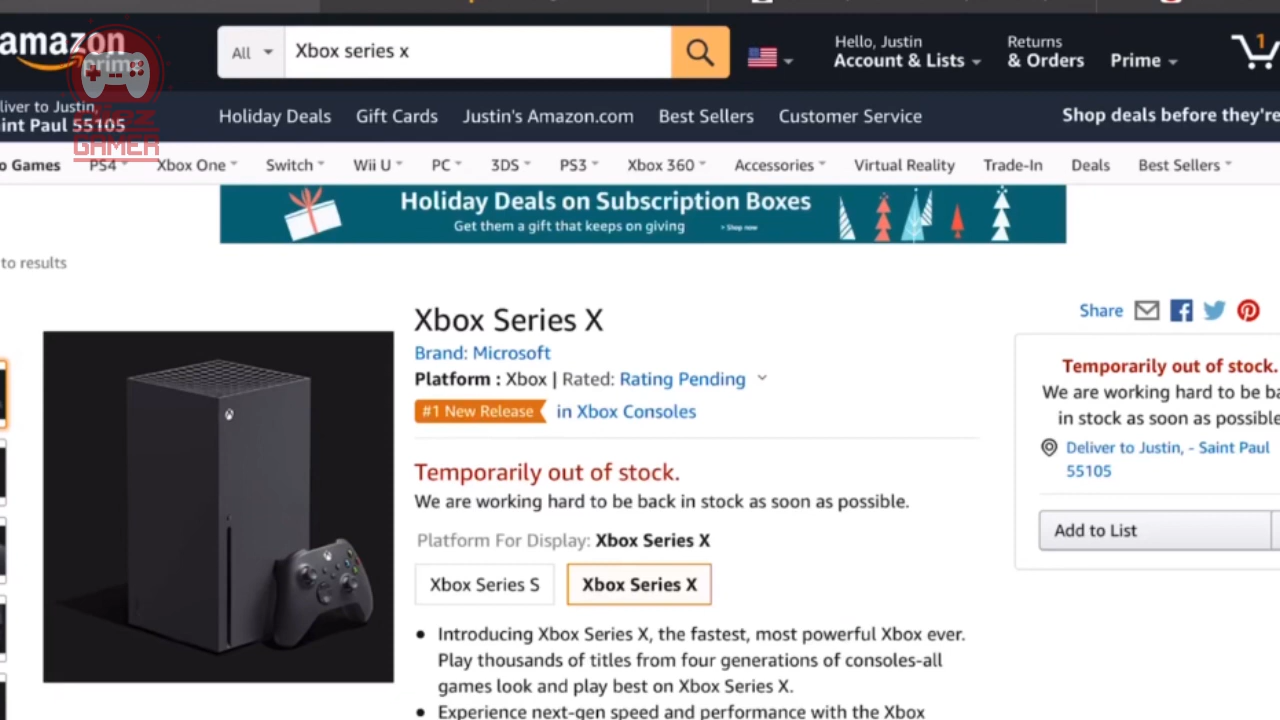 amazon
prime
GAMER
All
Xbox series x
Hello, Justin
Account & Lists
Returns
& Orders
Prime
1
liver to Justin,
int Paul 55105
Holiday Deals
Gift Cards
Justin's Amazon.com
Best Sellers
Customer Service
Shop deals before they're
o Games
PS4
Xbox One
Switch
Wii U
PC
3DS
PS3
Xbox 360
Accessories
Virtual Reality
Trade-In
Deals
Best Sellers
Holiday Deals on Subscription Boxes
Get them a gift that keeps on giving
› Shop now
to results
Share
Xbox Series X
Brand: Microsoft
Platform : Xbox | Rated: Rating Pending
#1 New Release in Xbox Consoles
Temporarily out of stock.
We are working hard to be back in stock as soon as possible.
Platform For Display: Xbox Series X
Xbox Series S
Xbox Series X
• Introducing Xbox Series X, the fastest, most powerful Xbox ever.
Play thousands of titles from four generations of consoles-all
games look and play best on Xbox Series X.
• Experience next-gen speed and performance with the Xbox
Temporarily out of stock.
We are working hard to be ba
in stock as soon as possible
Deliver to Justin, - Saint Paul
55105
Add to List